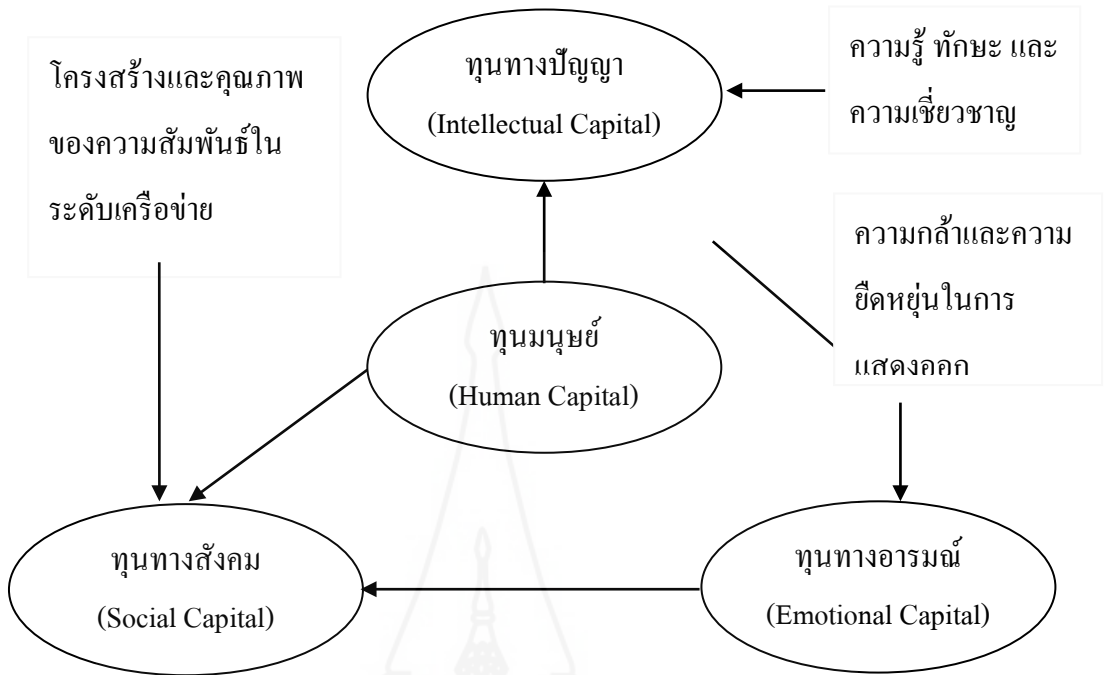 โครงสร้างและคุณภาพ
ของความสัมพันธ์ใน
ระดับเครือข่าย
ทุนทางปัญญา
(Intellectual Capital)
ความรู้ ทักษะ และ
ความเชี่ยวชาญ
ความกล้าและความ
ยืดหยุ่นในการ
แสดงออก
ทุนมนุษย์
(Human Capital)
ทุนทางสังคม
(Social Capital)
ทุนทางอารมณ์
(Emotional Capital)